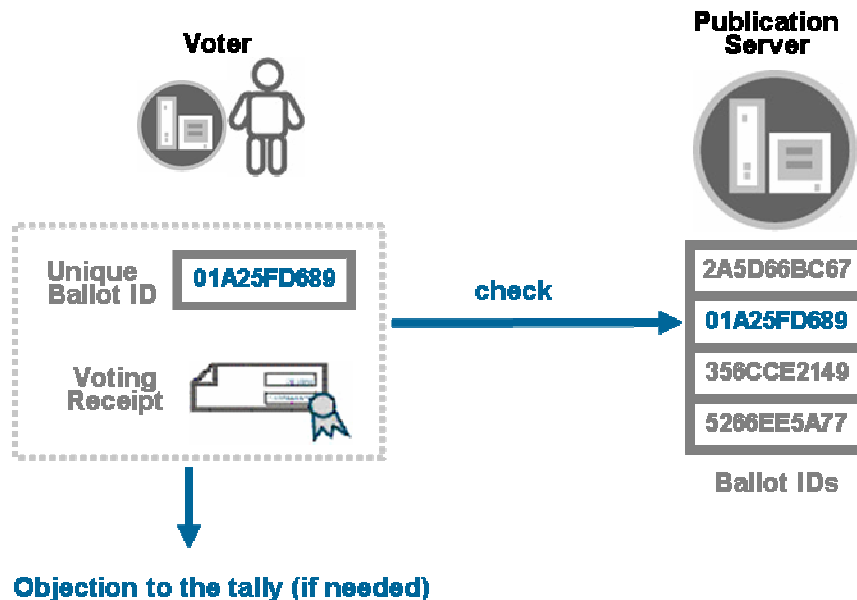 Voter
Publication
Server
Unique
Ballot ID
01A25FD689
check
Voting
Receipt
2A5D66BC67
01A25FD689
356CCE2149
5266EE5A77
Ballot IDs
Objection to the tally (if needed)